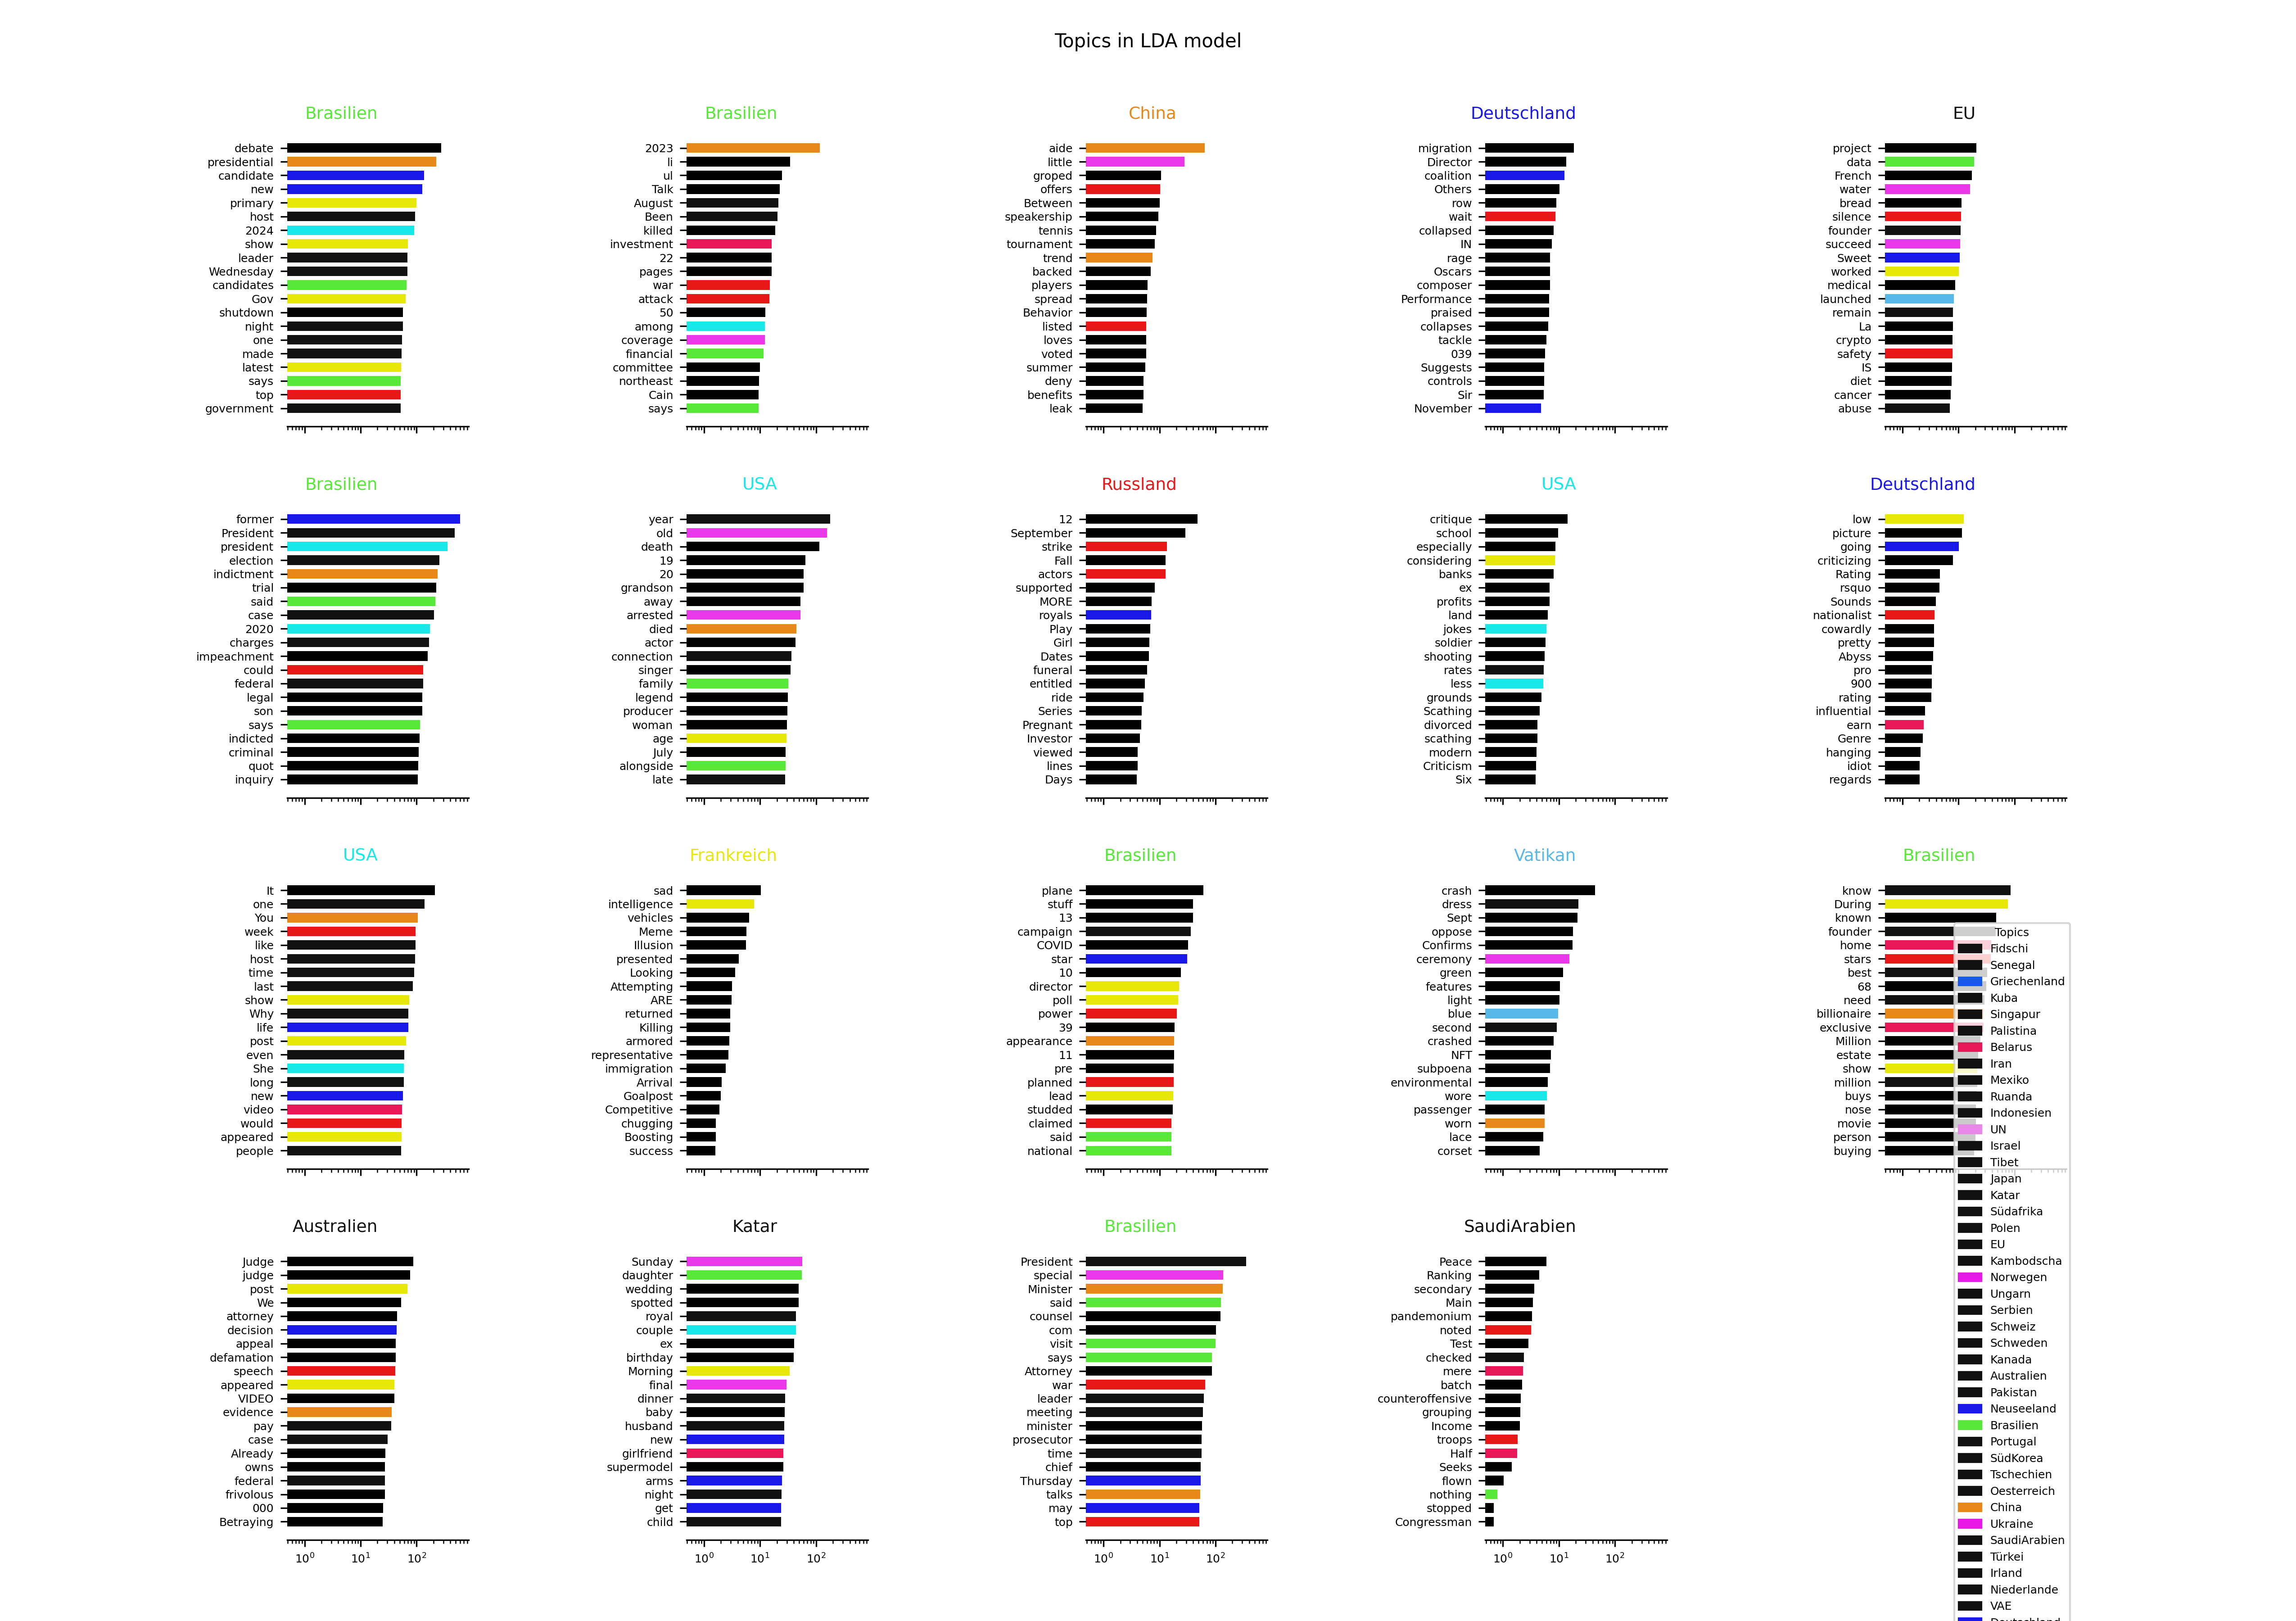 Topics in LDA model
Brasilien
debate
presidential
candidate
new
primary
host
2024
show
leader
Wednesday
candidates
Gov
shutdown
night
one
made
latest
says
top
government
Brasilien
2023
li
ul
Talk
August
Been
killed
investment
22
pages
war
attack
50
among
coverage
financial
committee
northeast
Cain
says
China
aide
little
groped
offers
Between
speakership
tennis
tournament
trend
backed
players
spread
Behavior
listed
loves
voted
summer
deny
benefits
leak
Deutschland
migration
Director
coalition
Others
row
wait
collapsed
IN
rage
Oscars
composer
Performance
praised
collapses
tackle
039
Suggests
controls
Sir
November
EU
project
data
French
water
bread
silence
founder
succeed
Sweet
worked
medical
launched
remain
La
crypto
safety
IS
diet
cancer
abuse
Brasilien
former
President
president
election
indictment
trial
said
case
2020
charges
impeachment
could
federal
legal
son
says
indicted
criminal
quot
inquiry
USA
year
old
death
19
20
grandson
away
arrested
died
actor
connection
singer
family
legend
producer
woman
age
July
alongside
late
Russland
12
September
strike
Fall
actors
supported
MORE
royals
Play
Girl
Dates
funeral
entitled
ride
Series
Pregnant
Investor
viewed
lines
Days
USA
critique
school
especially
considering
banks
ex
profits
land
jokes
soldier
shooting
rates
less
grounds
Scathing
divorced
scathing
modern
Criticism
Six
Deutschland
low
picture
going
criticizing
Rating
rsquo
Sounds
nationalist
cowardly
pretty
Abyss
pro
900
rating
influential
earn
Genre
hanging
idiot
regards
USA
It
one
You
week
like
host
time
last
show
Why
life
post
even
She
long
new
video
would
appeared
people
Frankreich
sad
intelligence
vehicles
Meme
Illusion
presented
Looking
Attempting
ARE
returned
Killing
armored
representative
immigration
Arrival
Goalpost
Competitive
chugging
Boosting
success
Brasilien
plane
stuff
13
campaign
COVID
star
10
director
poll
power
39
appearance
11
pre
planned
lead
studded
claimed
said
national
Vatikan
crash
dress
Sept
oppose
Confirms
ceremony
green
features
light
blue
second
crashed
NFT
subpoena
environmental
wore
passenger
worn
lace
corset
Brasilien
know
During
known
founder
home
stars
best
68
need
billionaire
exclusive
Million
estate
show
million
buys
nose
movie
person
buying
Australien
Judge
judge
post
We
attorney
decision
appeal
defamation
speech
appeared
VIDEO
evidence
pay
case
Already
owns
federal
frivolous
000
Betraying
10⁰ 10¹ 10²
Katar
Sunday
daughter
wedding
spotted
royal
couple
ex
birthday
Morning
final
dinner
baby
husband
new
girlfriend
supermodel
arms
night
get
child
10⁰ 10¹ 10²
Brasilien
President
special
Minister
said
counsel
com
visit
says
Attorney
war
leader
meeting
minister
prosecutor
time
chief
Thursday
talks
may
top
10⁰ 10¹ 10²
SaudiArabien
Peace
Ranking
secondary
Main
pandemonium
noted
Test
checked
mere
batch
counteroffensive
grouping
Income
troops
Half
Seeks
flown
nothing
stopped
Congressman
10⁰ 10¹ 10²
Topics
Fidschi
Senegal
Griechenland
Kuba
Singapur
Palistina
Belarus
Iran
Mexiko
Ruanda
Indonesien
UN
Israel
Tibet
Japan
Katar
Südafrika
Polen
EU
Kambodscha
Norwegen
Ungarn
Serbien
Schweiz
Schweden
Kanada
Australien
Pakistan
Neuseeland
Brasilien
Portugal
SüdKorea
Tschechien
Oesterreich
China
Ukraine
SaudiArabien
Türkei
Irland
Niederlande
VAE